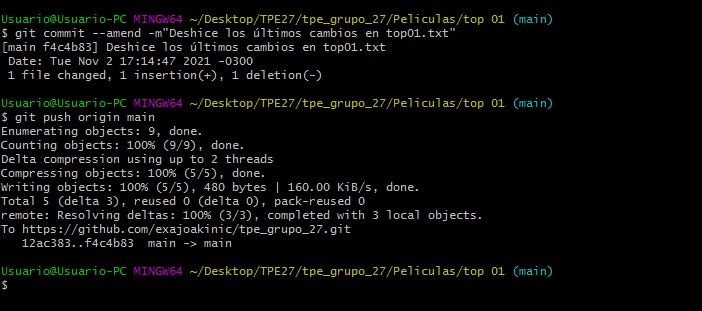 Usuario@Usuario-PC MINGW64 ~/Desktop/TPE27/tpe_grupo_27/Peliculas/top 01 (main)
$ git commit --amend -m"Deshice los últimos cambios en top01.txt"
[main f4c4b83] Deshice los últimos cambios en top01.txt
 Date: Tue Nov 2 17:14:47 2021 -0300
 1 file changed, 1 insertion(+), 1 deletion(-)
Usuario@Usuario-PC MINGW64 ~/Desktop/TPE27/tpe_grupo_27/Peliculas/top 01 (main)
$ git push origin main
Enumerating objects: 9, done.
Counting objects: 100% (9/9), done.
Delta compression using up to 2 threads
Compressing objects: 100% (5/5), done.
Writing objects: 100% (5/5), 480 bytes | 160.00 KiB/s, done.
Total 5 (delta 3), reused 0 (delta 0), pack-reused 0
remote: Resolving deltas: 100% (3/3), completed with 3 local objects.
To https://github.com/exajoakinic/tpe_grupo_27.git
   12ac383..f4c4b83  main -> main
Usuario@Usuario-PC MINGW64 ~/Desktop/TPE27/tpe_grupo_27/Peliculas/top 01 (main)
$